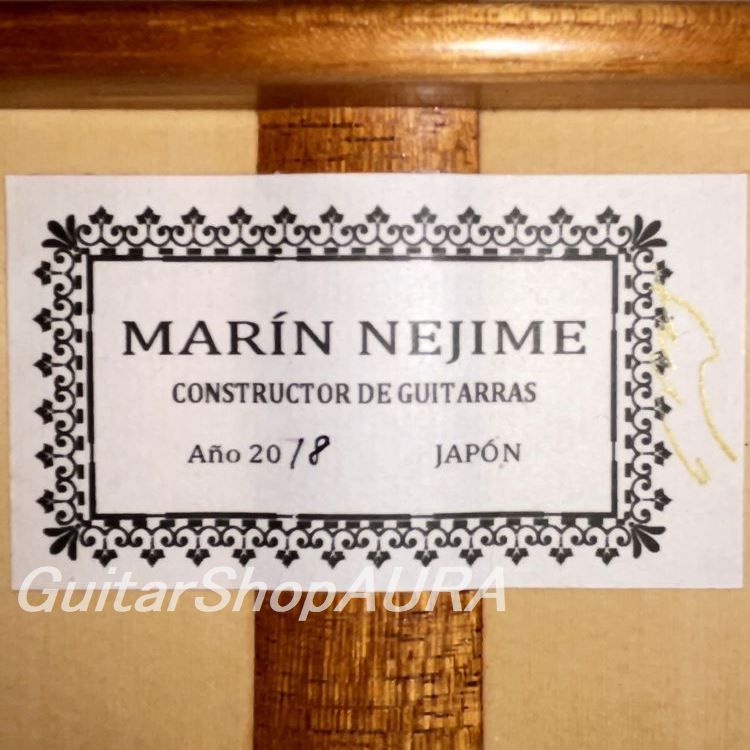 MARÍN NEJIME
CONSTRUCTOR DE GUITARRAS
Año 2018 JAPÓN
GuitarShopAURA